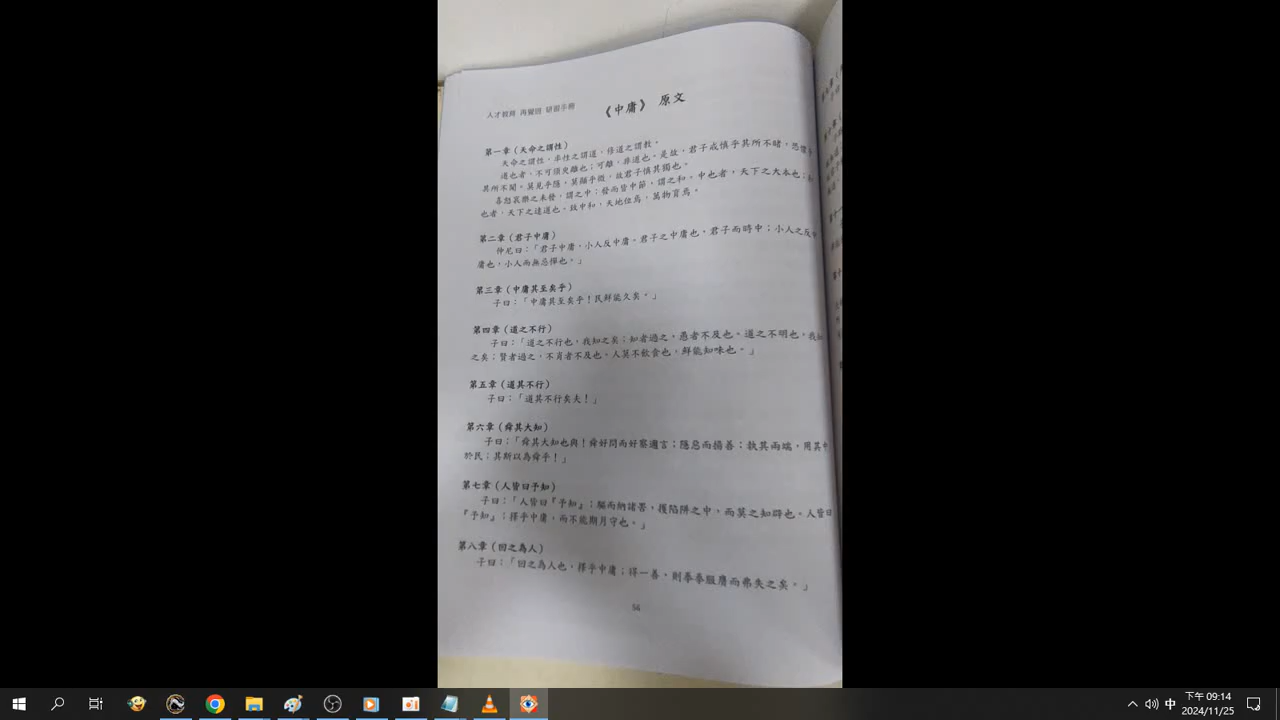 人才 再 研習手冊 《中庸》 原文
第一章（天命之謂性）
天命之謂性，率性之謂道，修道之謂教。
道也者，不可須臾離也；可離，非道也。是故，君子戒慎乎其所不睹，恐懼乎
其所不聞。莫見乎隱，莫顯乎微，故君子慎其獨也。
喜怒哀樂之未發，謂之中；發而皆中節，謂之和。中也者，天下之大本也；和
也者，天下之達道也。致中和，天地位焉，萬物育焉。
第二章（君子中庸）
仲尼曰：「君子中庸，小人反中庸。君子之中庸也，君子而時中；小人之反中
庸也，小人而無忌憚也。」
第三章（中庸其至矣乎）
子曰：「中庸其至矣乎！民鮮能久矣。」
第四章（道之不行）
子曰：「道之不行也，我知之矣；知者過之，愚者不及也。道之不明也，我知
之矣；賢者過之，不肖者不及也。人莫不飲食也，鮮能知味也。」
第五章（道其不行）
子曰：「道其不行矣夫！」
第六章（舜其大知）
子曰：「舜其大知也與！舜好問而好察邇言；隱惡而揚善；執其兩端，用其中
於民；其斯以為舜乎！」
第七章（人皆曰予知）
子曰：「人皆曰『予知』；驅而納諸罟，擭陷阱之中，而莫之知辟也。人皆曰
『予知』；擇乎中庸，而不能期月守也。」
第八章（回之為人）
子曰：「回之為人也，擇乎中庸；得一善，則拳拳服膺而弗失之矣。」
56
中
下午 09:14
2024/11/25